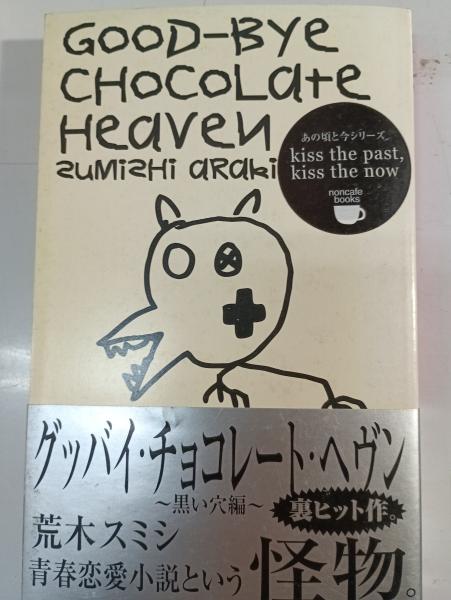 GOOD-BYE
CHOCOLATE
HEAVEN
SUMISHI ARAKI
あの頃と今シリーズ
kiss the past,
kiss the now
noncafe
books
グッバイ・チョコレート・ヘヴン
～黒い穴編～
裏ヒット作。
荒木スミシ
青春恋愛小説という
怪物。